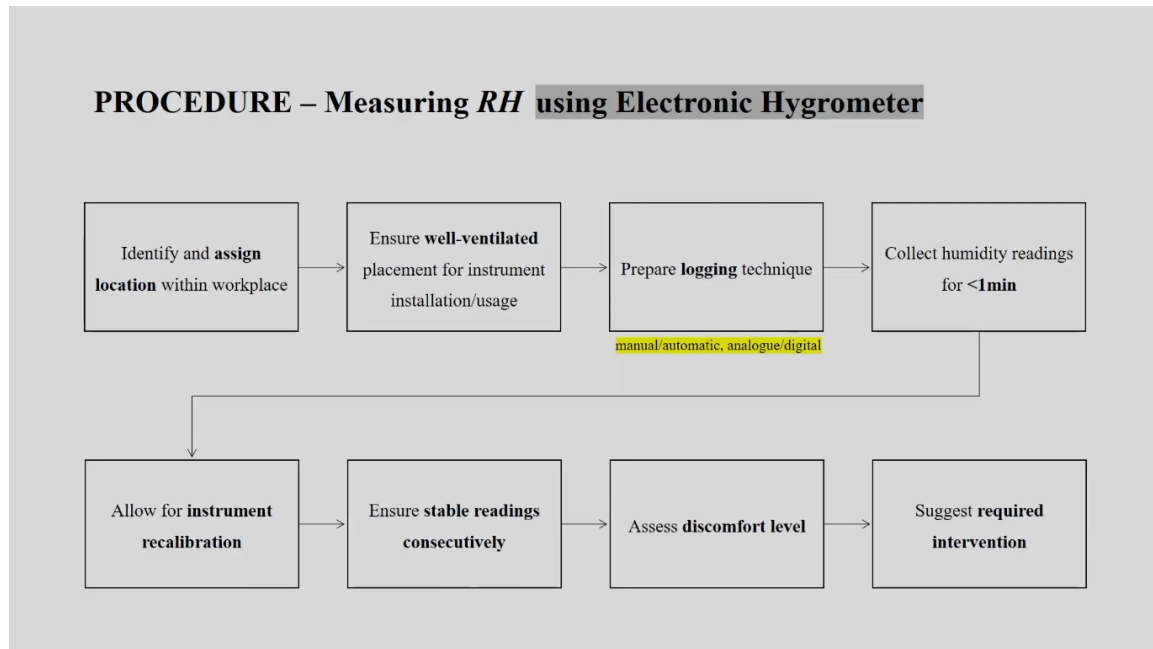 PROCEDURE – Measuring RH using Electronic Hygrometer
Identify and assign
location within workplace
Ensure well-ventilated
placement for instrument
installation/usage
Prepare logging technique
manual/automatic, analogue/digital
Collect humidity readings
for <1min
Allow for instrument
recalibration
Ensure stable readings
consecutively
Assess discomfort level
Suggest required
intervention